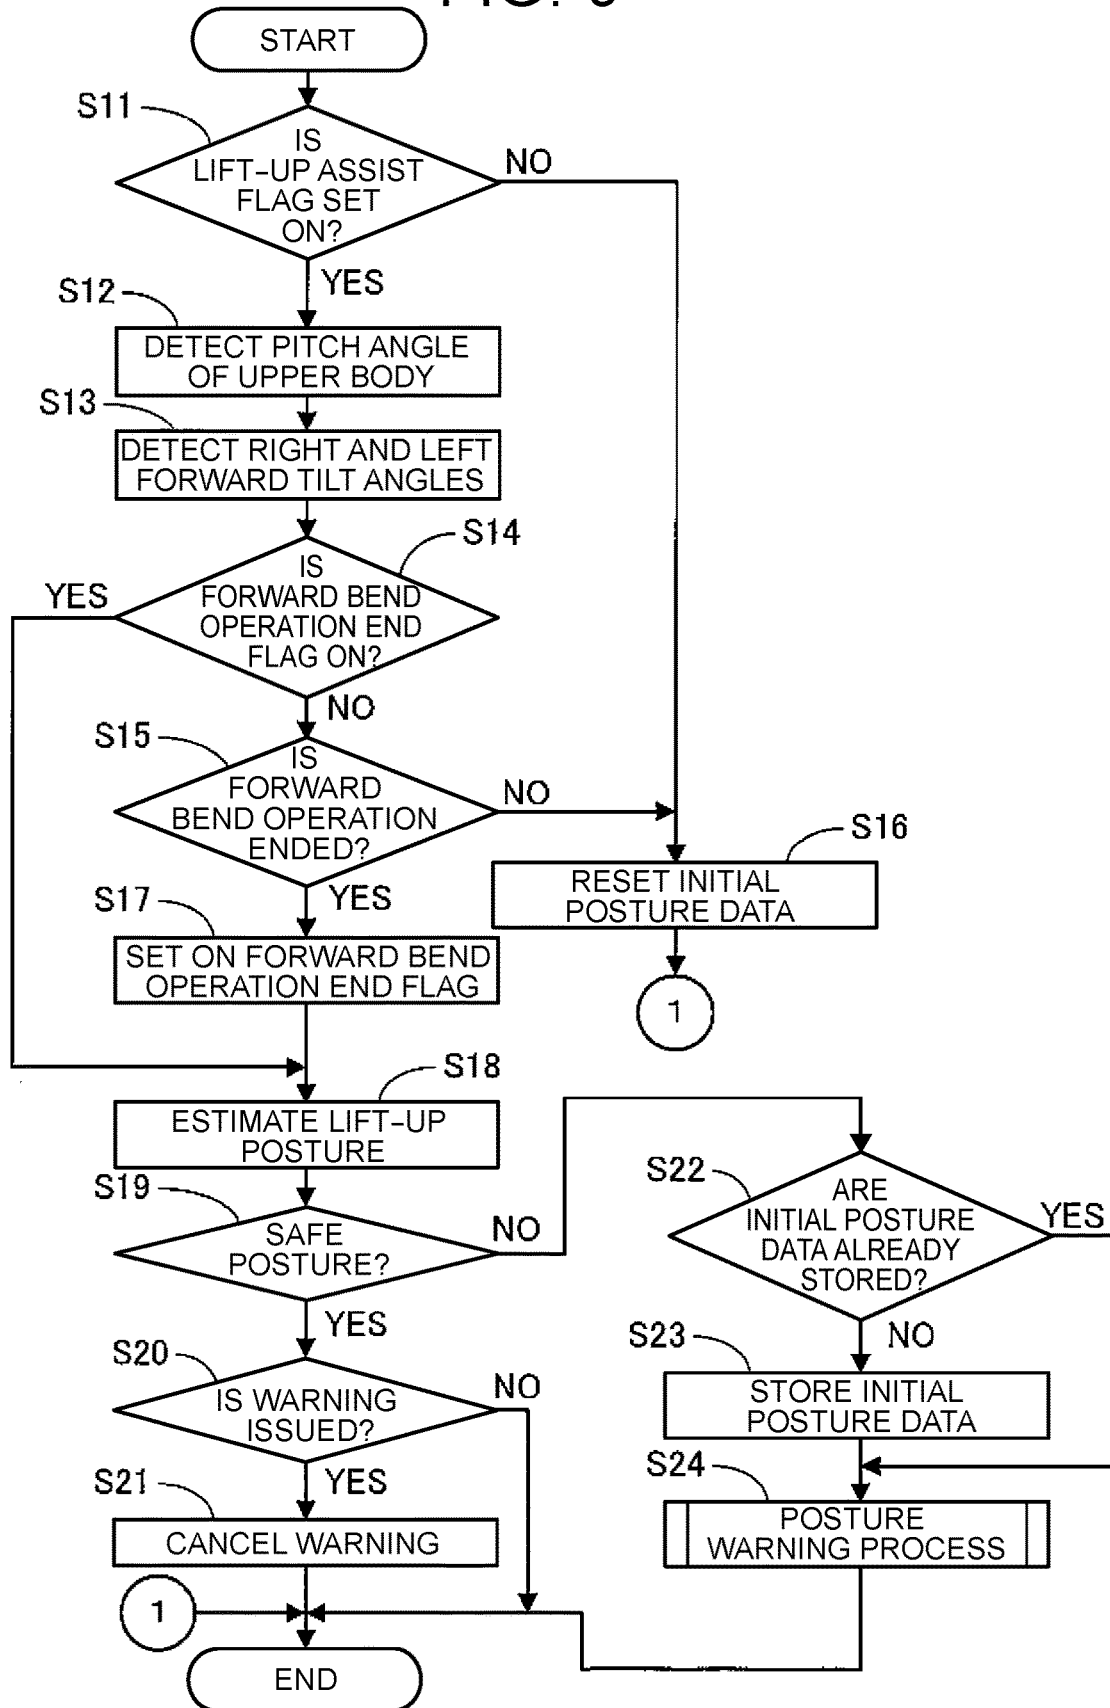 START
S11
IS
LIFT-UP ASSIST
FLAG SET
ON?
NO
YES
S12
DETECT PITCH ANGLE
OF UPPER BODY
S13
DETECT RIGHT AND LEFT
FORWARD TILT ANGLES
S14
IS
FORWARD BEND
OPERATION END
FLAG ON?
YES
NO
S15
IS
FORWARD
BEND OPERATION
ENDED?
NO
YES
S16
RESET INITIAL
POSTURE DATA
1
S17
SET ON FORWARD BEND
OPERATION END FLAG
S18
ESTIMATE LIFT-UP
POSTURE
S19
SAFE
POSTURE?
NO
YES
S20
IS WARNING
ISSUED?
NO
YES
S21
CANCEL WARNING
1
END
S22
ARE
INITIAL POSTURE
DATA ALREADY
STORED?
YES
NO
S23
STORE INITIAL
POSTURE DATA
S24
POSTURE
WARNING PROCESS